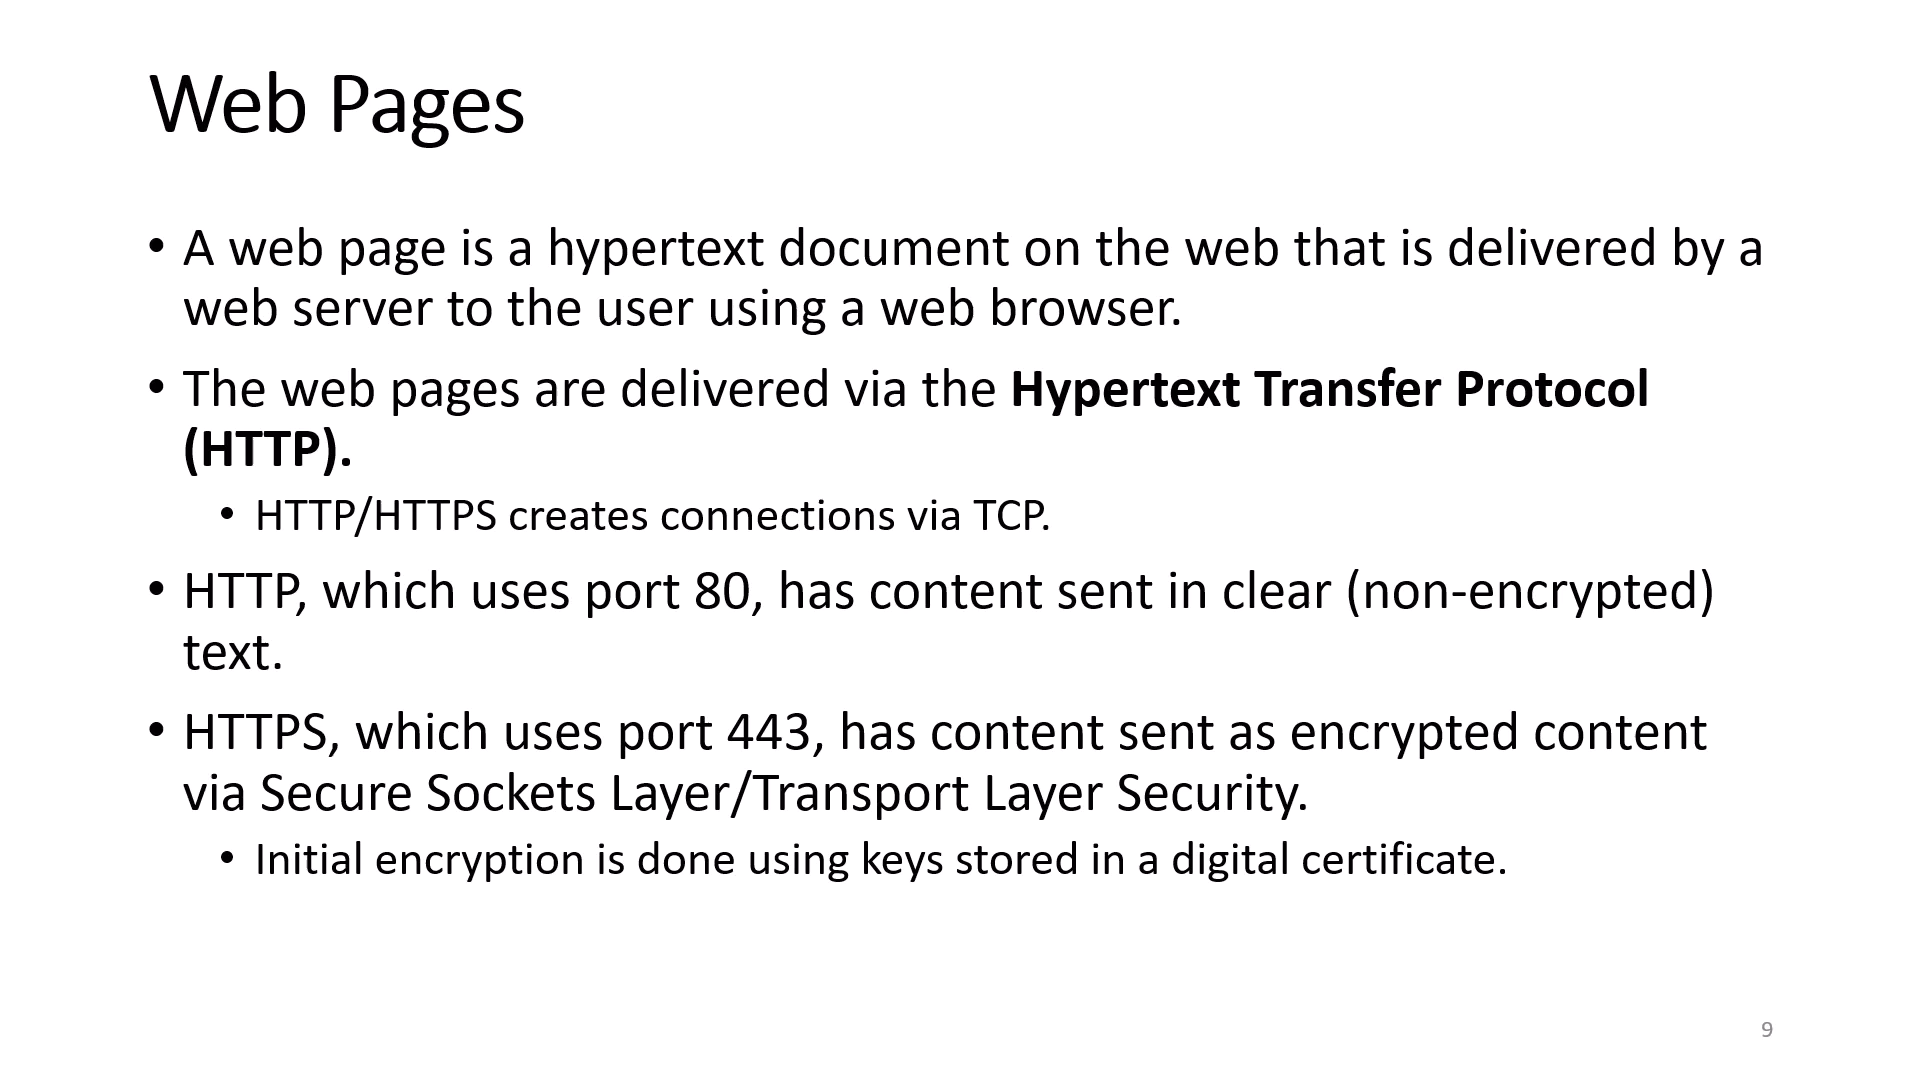 Web Pages
• A web page is a hypertext document on the web that is delivered by a
web server to the user using a web browser.
• The web pages are delivered via the Hypertext Transfer Protocol
(HTTP).
• HTTP/HTTPS creates connections via TCP.
• HTTP, which uses port 80, has content sent in clear (non-encrypted)
text.
• HTTPS, which uses port 443, has content sent as encrypted content
via Secure Sockets Layer/Transport Layer Security.
• Initial encryption is done using keys stored in a digital certificate.
9